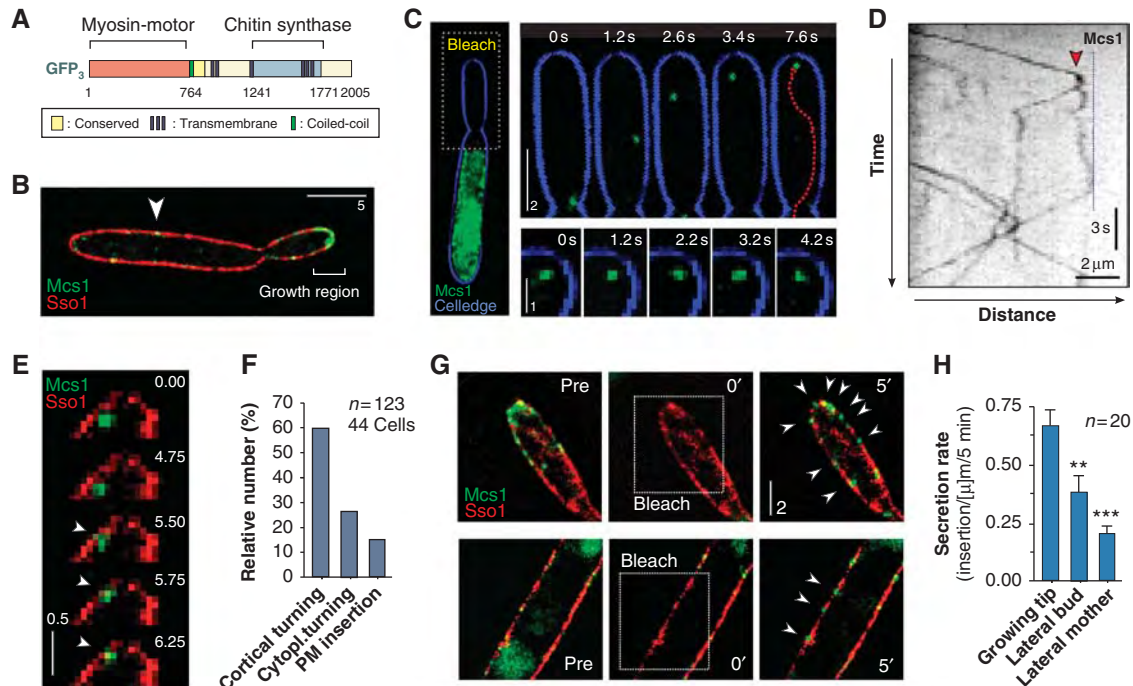 A
Myosin-motor Chitin synthase
GFP3
1 764 1241 1771 2005
: Conserved : Transmembrane : Coiled-coil
B
5
Mcs1
Sso1
Growth region
C
Bleach
Mcs1
Celledge
0 s 1.2 s 2.6 s 3.4 s 7.6 s
2
0 s 1.2 s 2.2 s 3.2 s 4.2 s
1
D
Mcs1
Time
3 s
2 μm
Distance
E
Mcs1
Sso1
0.00
4.75
5.50
5.75
0.5
6.25
F
Relative number (%)
70
60
50
40
30
20
10
0
n= 123
44 Cells
Cortical turning
Cytopl. turning
PM insertion
G
Mcs1
Sso1
Pre
0′
Bleach
5′
2
Pre
Bleach
0′
5′
H
Secretion rate
(insertion/[μ]m/5 min)
0.75
0.50
0.25
0.00
n=20
**
***
Growing tip
Lateral bud
Lateral mother